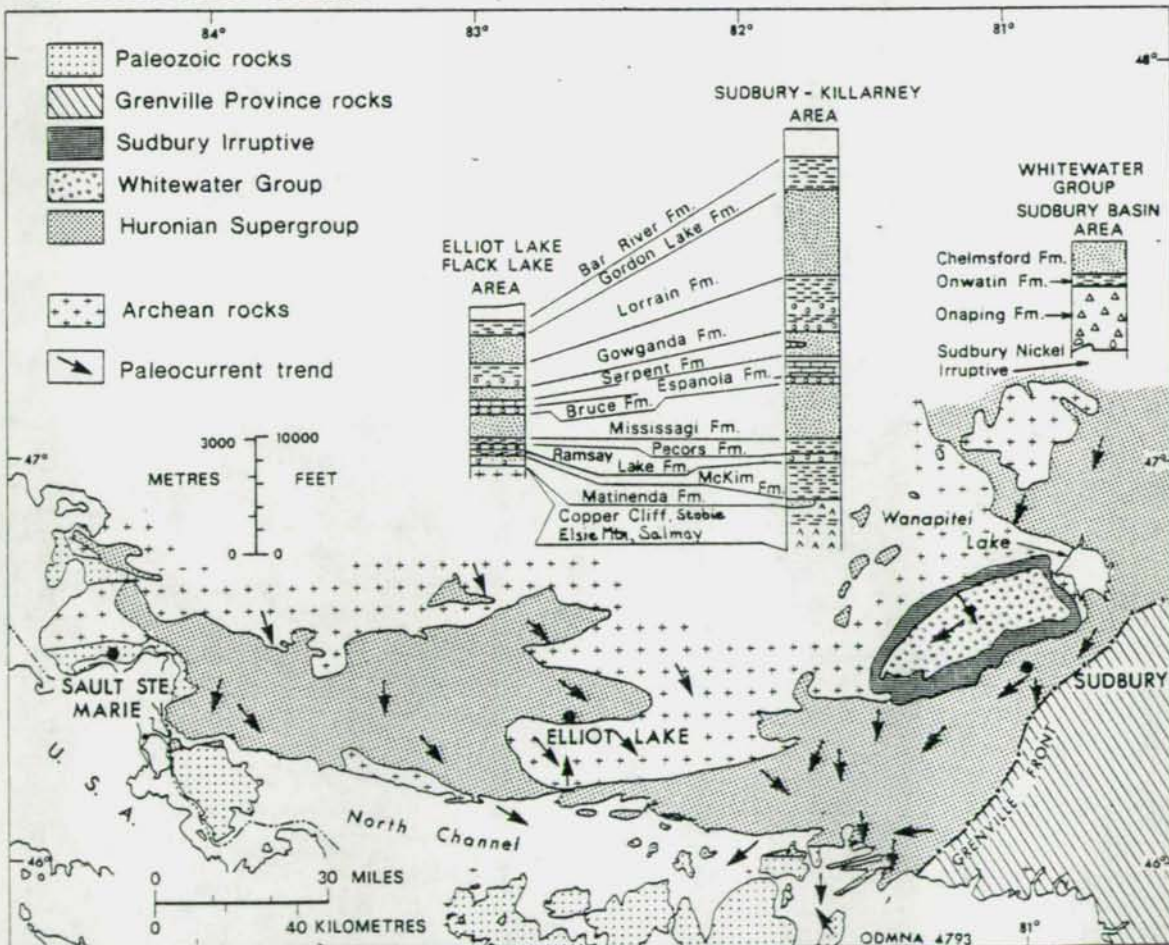 84°
83°
82°
81°
48°
Paleozoic rocks
Grenville Province rocks
Sudbury Irruptive
Whitewater Group
Huronian Supergroup
Archean rocks
Paleocurrent trend
3000
10000
METRES
FEET
0
0
ELLIOT LAKE
FLACK LAKE
AREA
SUDBURY - KILLARNEY
AREA
Bar River Fm.
Gordon Lake Fm.
Lorrain Fm.
Gowganda Fm.
Serpent Fm.
Espanola Fm.
Bruce Fm.
Mississagi Fm.
Ramsay
Pecors Fm.
Lake Fm.
McKim
Fm.
Matinenda Fm.
Copper Cliff, Stobie
Elsie Mtn, Salmay
WHITEWATER
GROUP
SUDBURY BASIN
AREA
Chelmsford Fm.
Onwatin Fm.
Onaping Fm.
Sudbury Nickel
Irruptive
47°
47°
Wanapitei
Lake
SAULT STE.
MARIE
ELLIOT LAKE
SUDBURY
U. S. A.
North Channel
GRENVILLE FRONT
46°
46°
0 30 MILES
0 40 KILOMETRES
ODMNA 4793
81°